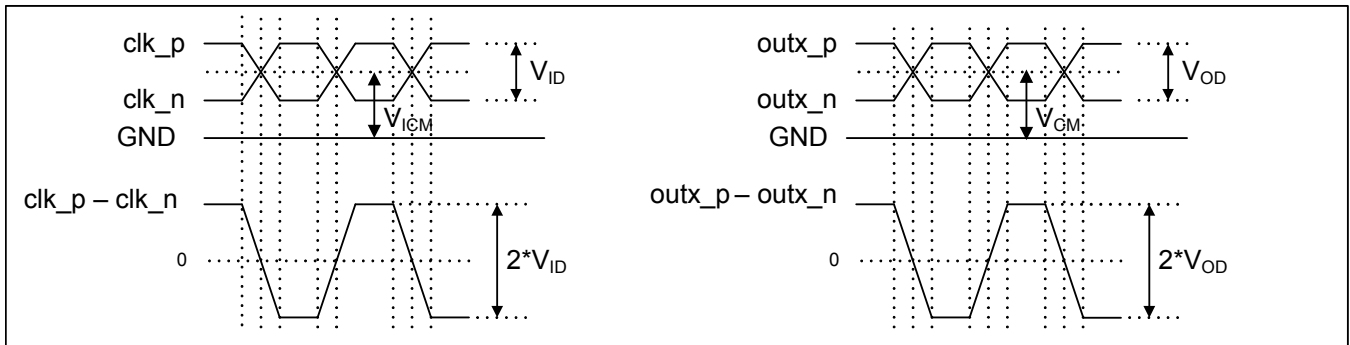 clk_p
V_ID
clk_n
V_ICM
GND
clk_p – clk_n
0
2*V_ID
outx_p
V_OD
outx_n
V_CM
GND
outx_p – outx_n
0
2*V_OD